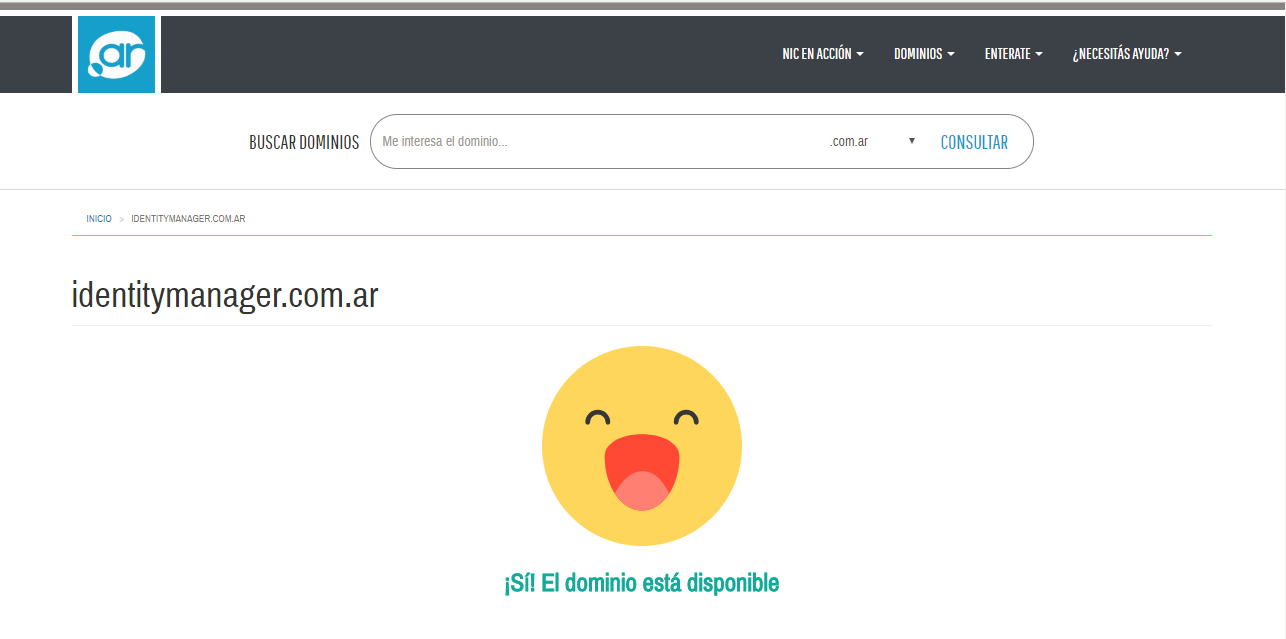 .ar
NIC EN ACCIÓN DOMINIOS ENTERATE ¿NECESITÁS AYUDA?
BUSCAR DOMINIOS Me interesa el dominio... .com.ar CONSULTAR
INICIO > IDENTITYMANAGER.COM.AR
identitymanager.com.ar
¡Sí! El dominio está disponible